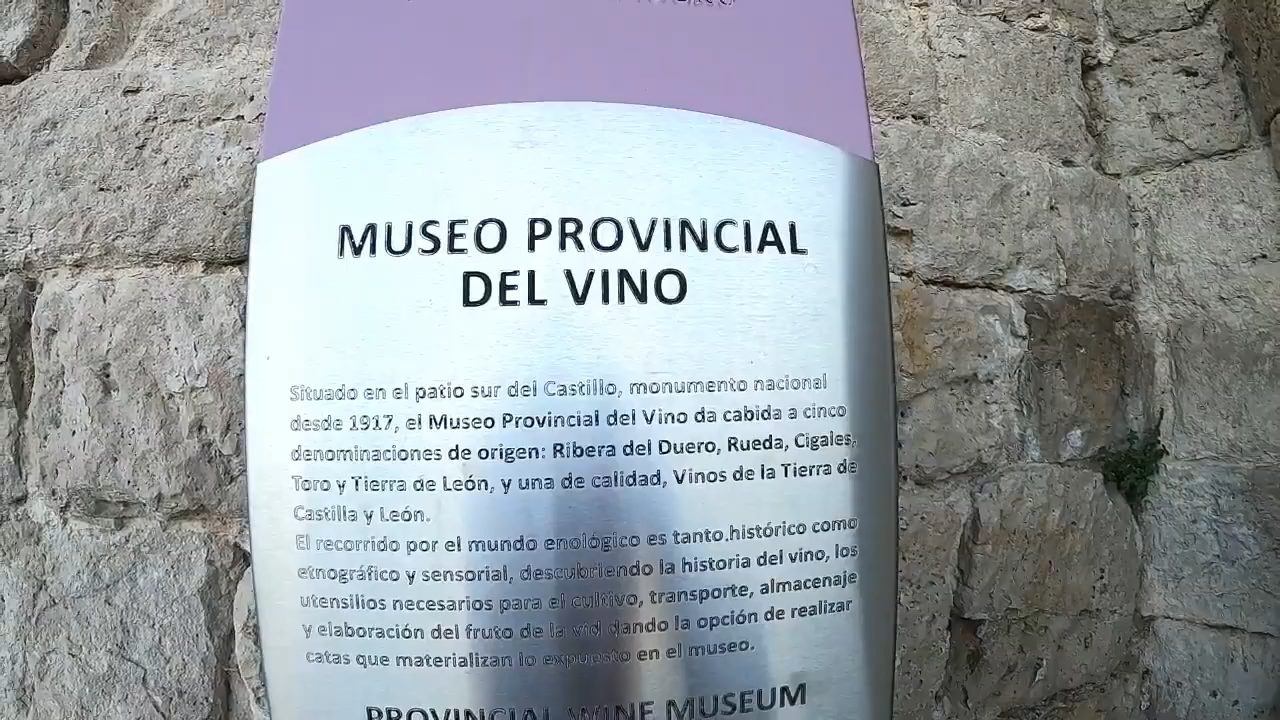 MUSEO PROVINCIAL
DEL VINO
Situado en el patio sur del Castillo, monumento nacional
desde 1917, el Museo Provincial del Vino da cabida a cinco
denominaciones de origen: Ribera del Duero, Rueda, Cigales,
Toro y Tierra de León, y una de calidad, Vinos de la Tierra de
Castilla y León.
El recorrido por el mundo enológico es tanto histórico como
etnográfico y sensorial, descubriendo la historia del vino, los
utensilios necesarios para el cultivo, transporte, almacenaje
y elaboración del fruto de la vid dando la opción de realizar
catas que materializan lo expuesto en el museo.
PROVINCIAL WINE MUSEUM